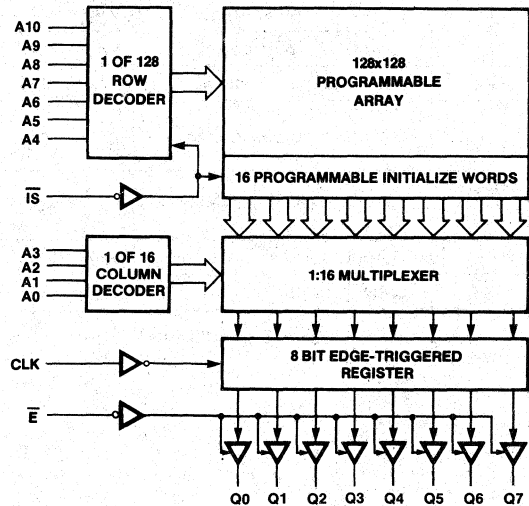 A10
A9
A8
A7
A6
A5
A4
1 OF 128
ROW
DECODER
128x128
PROGRAMMABLE
ARRAY
16 PROGRAMMABLE INITIALIZE WORDS
IS
A3
A2
A1
A0
1 OF 16
COLUMN
DECODER
1:16 MULTIPLEXER
CLK
8 BIT EDGE-TRIGGERED
REGISTER
E
Q0 Q1 Q2 Q3 Q4 Q5 Q6 Q7